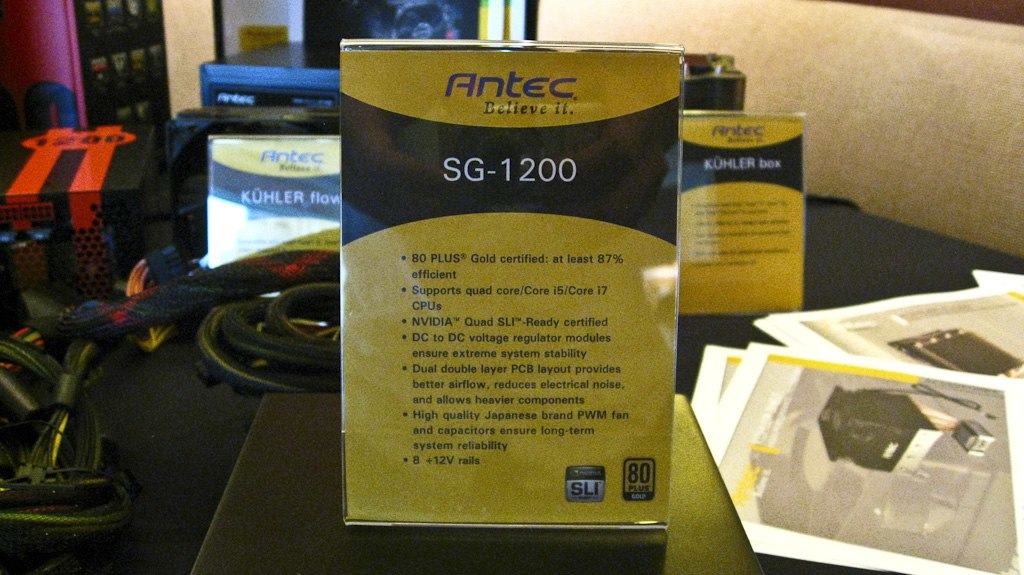 Antec
Believe it.
SG-1200
• 80 PLUS® Gold certified: at least 87%
efficient
• Supports quad core/Core i5/Core i7
CPUs
• NVIDIA™ Quad SLI™-Ready certified
• DC to DC voltage regulator modules
ensure extreme system stability
• Dual double layer PCB layout provides
better airflow, reduces electrical noise,
and allows heavier components
• High quality Japanese brand PWM fan
and capacitors ensure long-term
system reliability
• 8 +12V rails
SLI
80
PLUS
GOLD
Antec
Believe it.
KÜHLER flow
Antec
Believe it.
KÜHLER box
Antec
1200